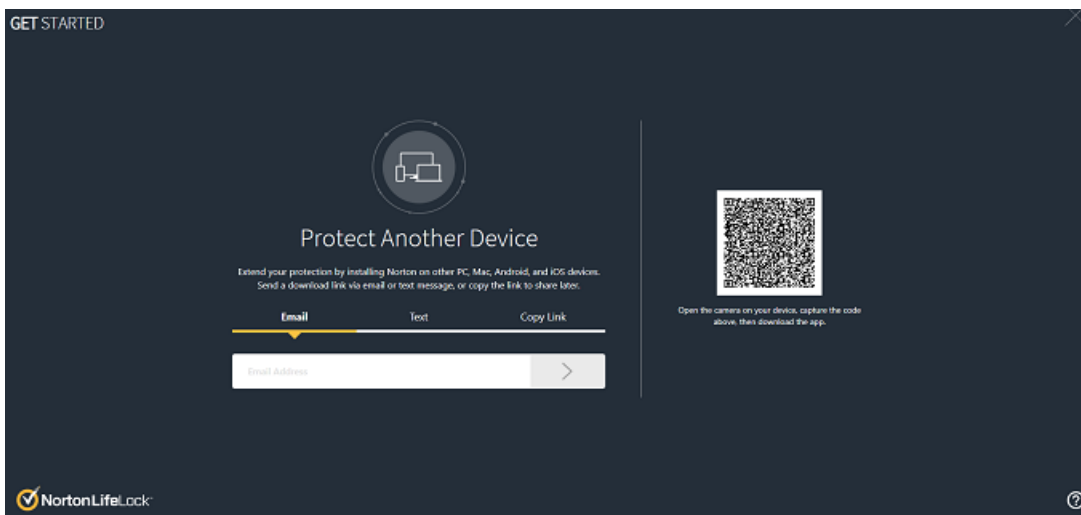 GET STARTED
Protect Another Device
Extend your protection by installing Norton on other PC, Mac, Android, and iOS devices.
Send a download link via email or text message, or copy the link to share later.
Email
Text
Copy Link
Email Address
Open the camera on your device, capture the code
above, then download the app.
NortonLifeLock